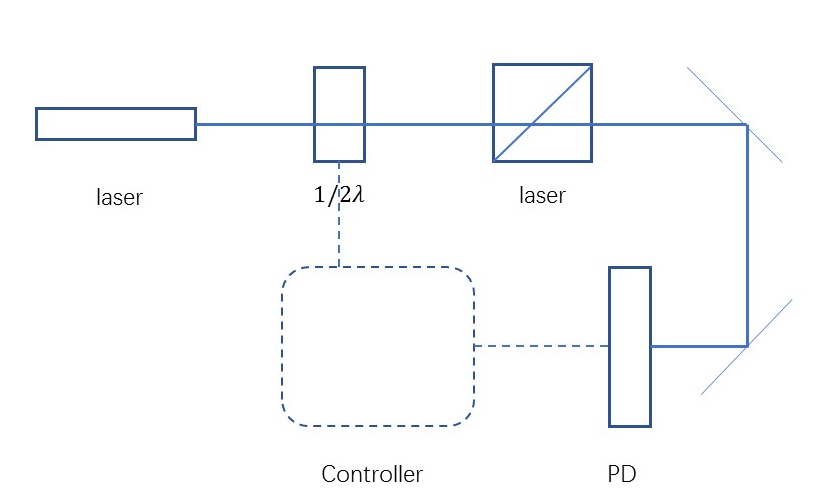 laser
1/2λ
laser
Controller
PD